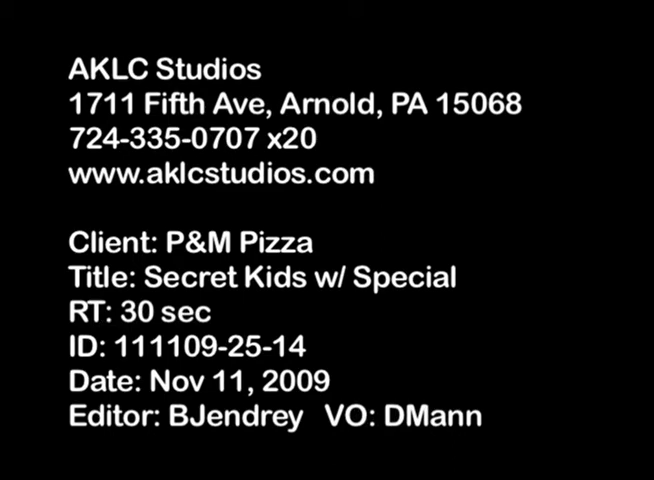 AKLC Studios
1711 Fifth Ave, Arnold, PA 15068
724-335-0707 x20
www.aklcstudios.com
Client: P&M Pizza
Title: Secret Kids w/ Special
RT: 30 sec
ID: 111109-25-14
Date: Nov 11, 2009
Editor: BJendrey VO: DMann